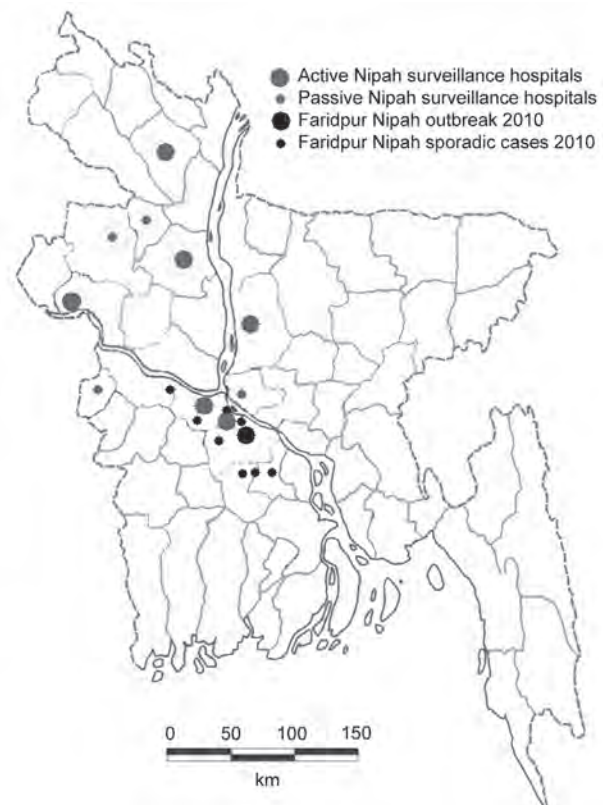 Active Nipah surveillance hospitals
Passive Nipah surveillance hospitals
Faridpur Nipah outbreak 2010
Faridpur Nipah sporadic cases 2010
0 50 100 150
km